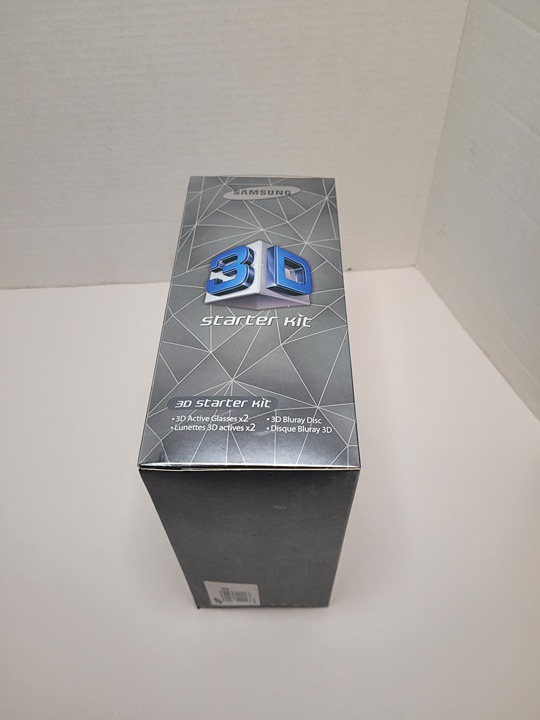 SAMSUNG
3D
starter kit
3D starter kit
• 3D Active Glasses x2 • 3D Bluray Disc
• Lunettes 3D actives x2 • Disque Bluray 3D